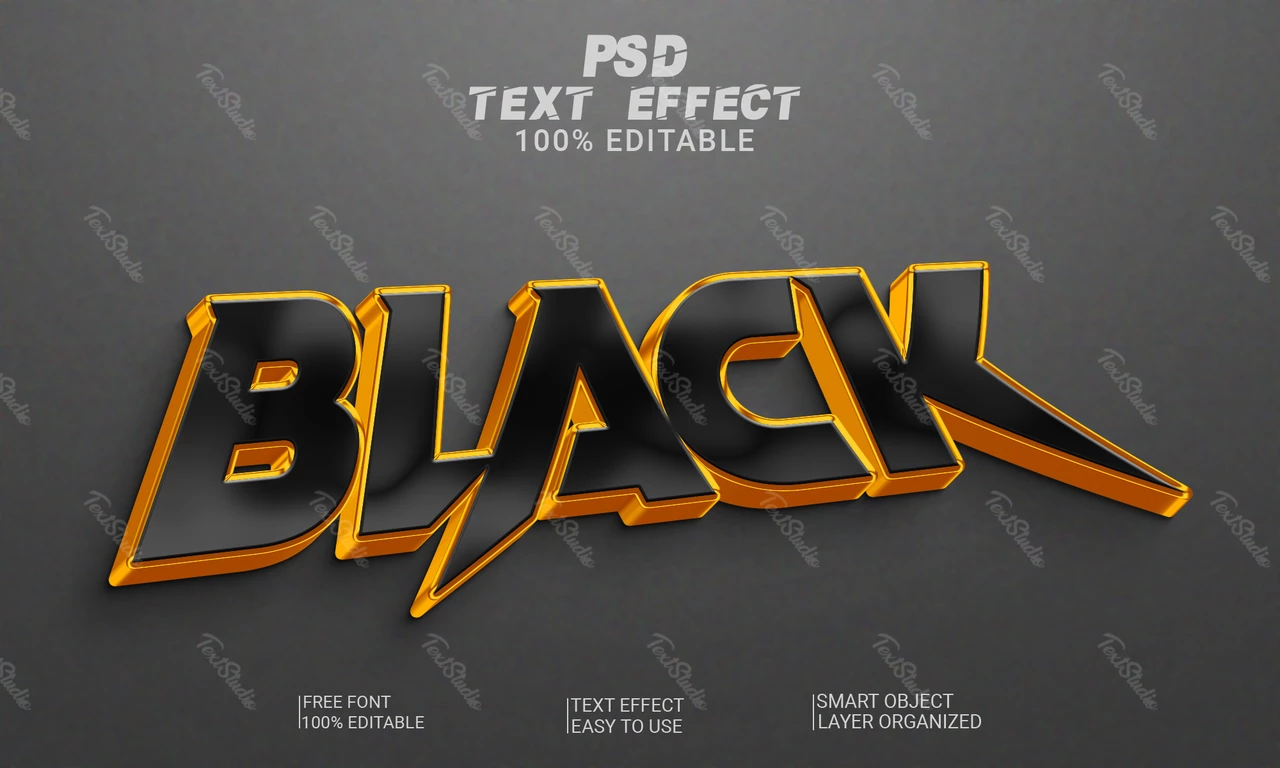 PSD
TEXT EFFECT
100% EDITABLE
BLACK
FREE FONT
100% EDITABLE
TEXT EFFECT
EASY TO USE
SMART OBJECT
LAYER ORGANIZED
TextStudio